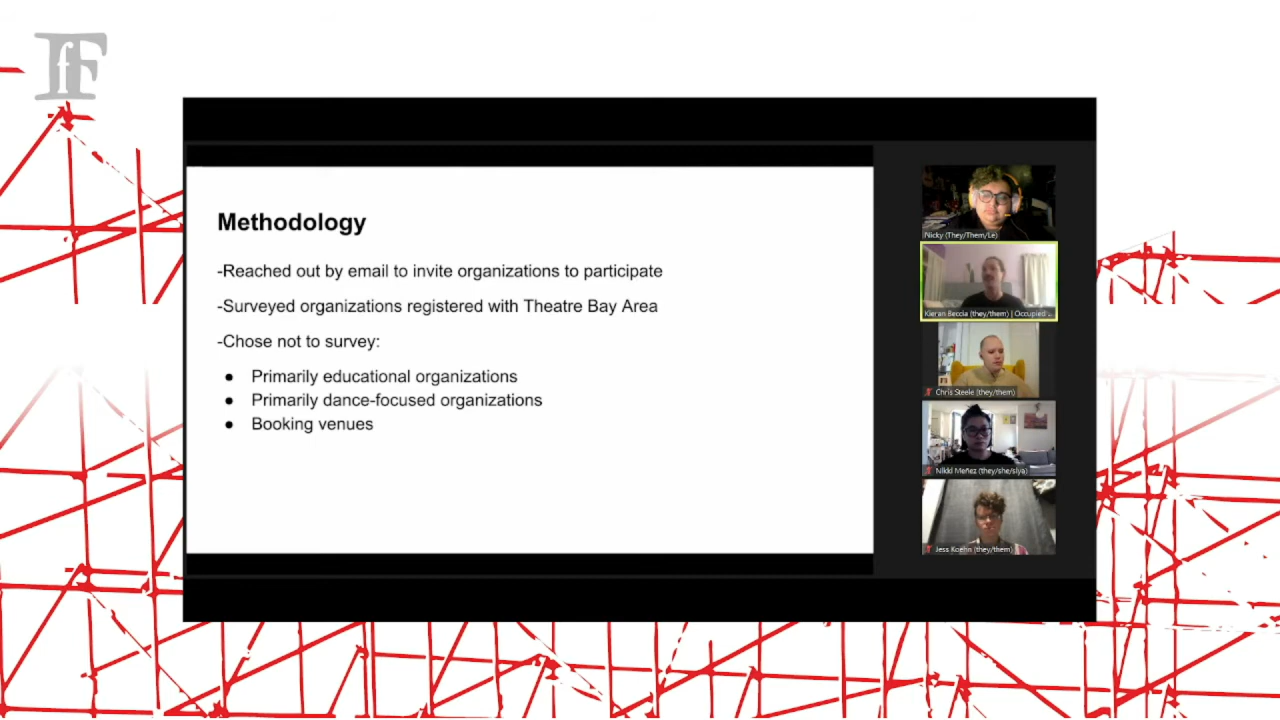 fF
Methodology
-Reached out by email to invite organizations to participate
-Surveyed organizations registered with Theatre Bay Area
-Chose not to survey:
● Primarily educational organizations
● Primarily dance-focused organizations
● Booking venues
Nicky (They/Them/Le)
Kieran Beccia (they/them) | Occupied ...
Chris Steele (they/them)
Nikki Meñez (they/she/siya)
Jess Koehn (they/them)